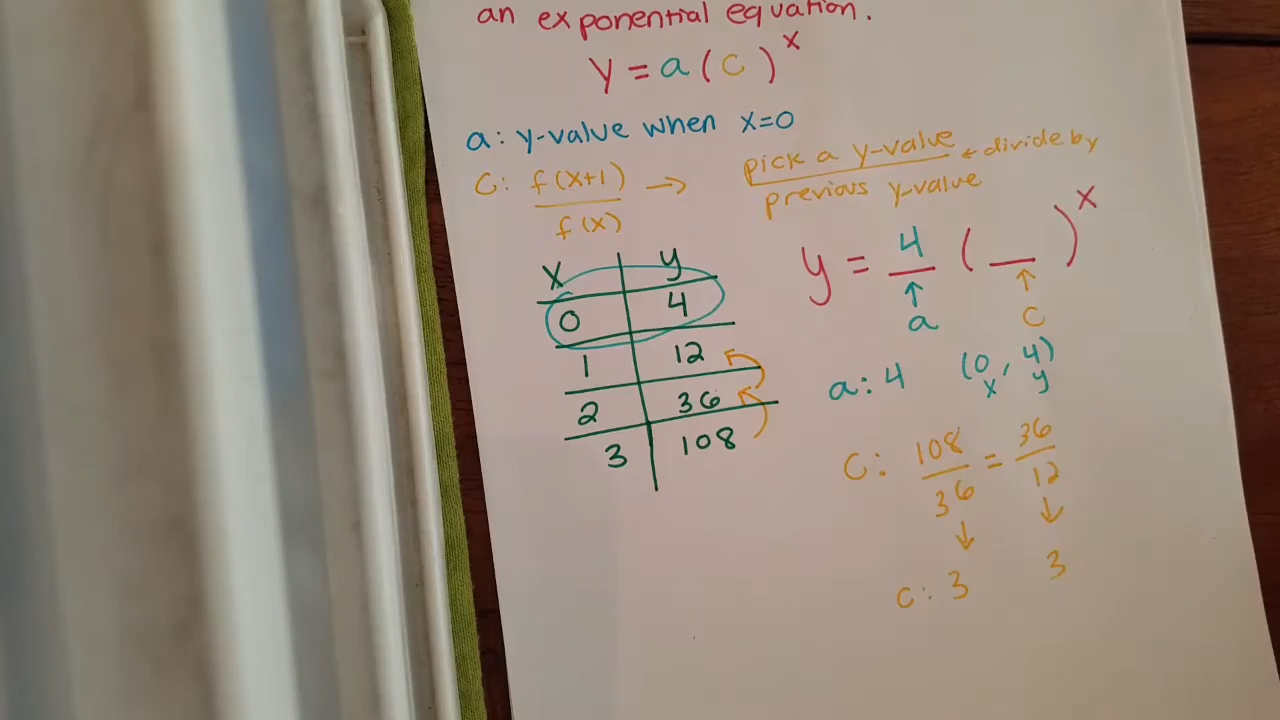 an exponential equation.
y = a ( c )^x
a: y-value when x=0
C: f(x+1) / f(x) → pick a y-value / previous y-value ← divide by
y = 4 ( __ )^x
↑ ↑
a c
x | y
0 | 4
1 | 12
2 | 36
3 | 108
a: 4 (0, 4)
x y
C: 108/36 = 36/12
↓ ↓
c: 3 3